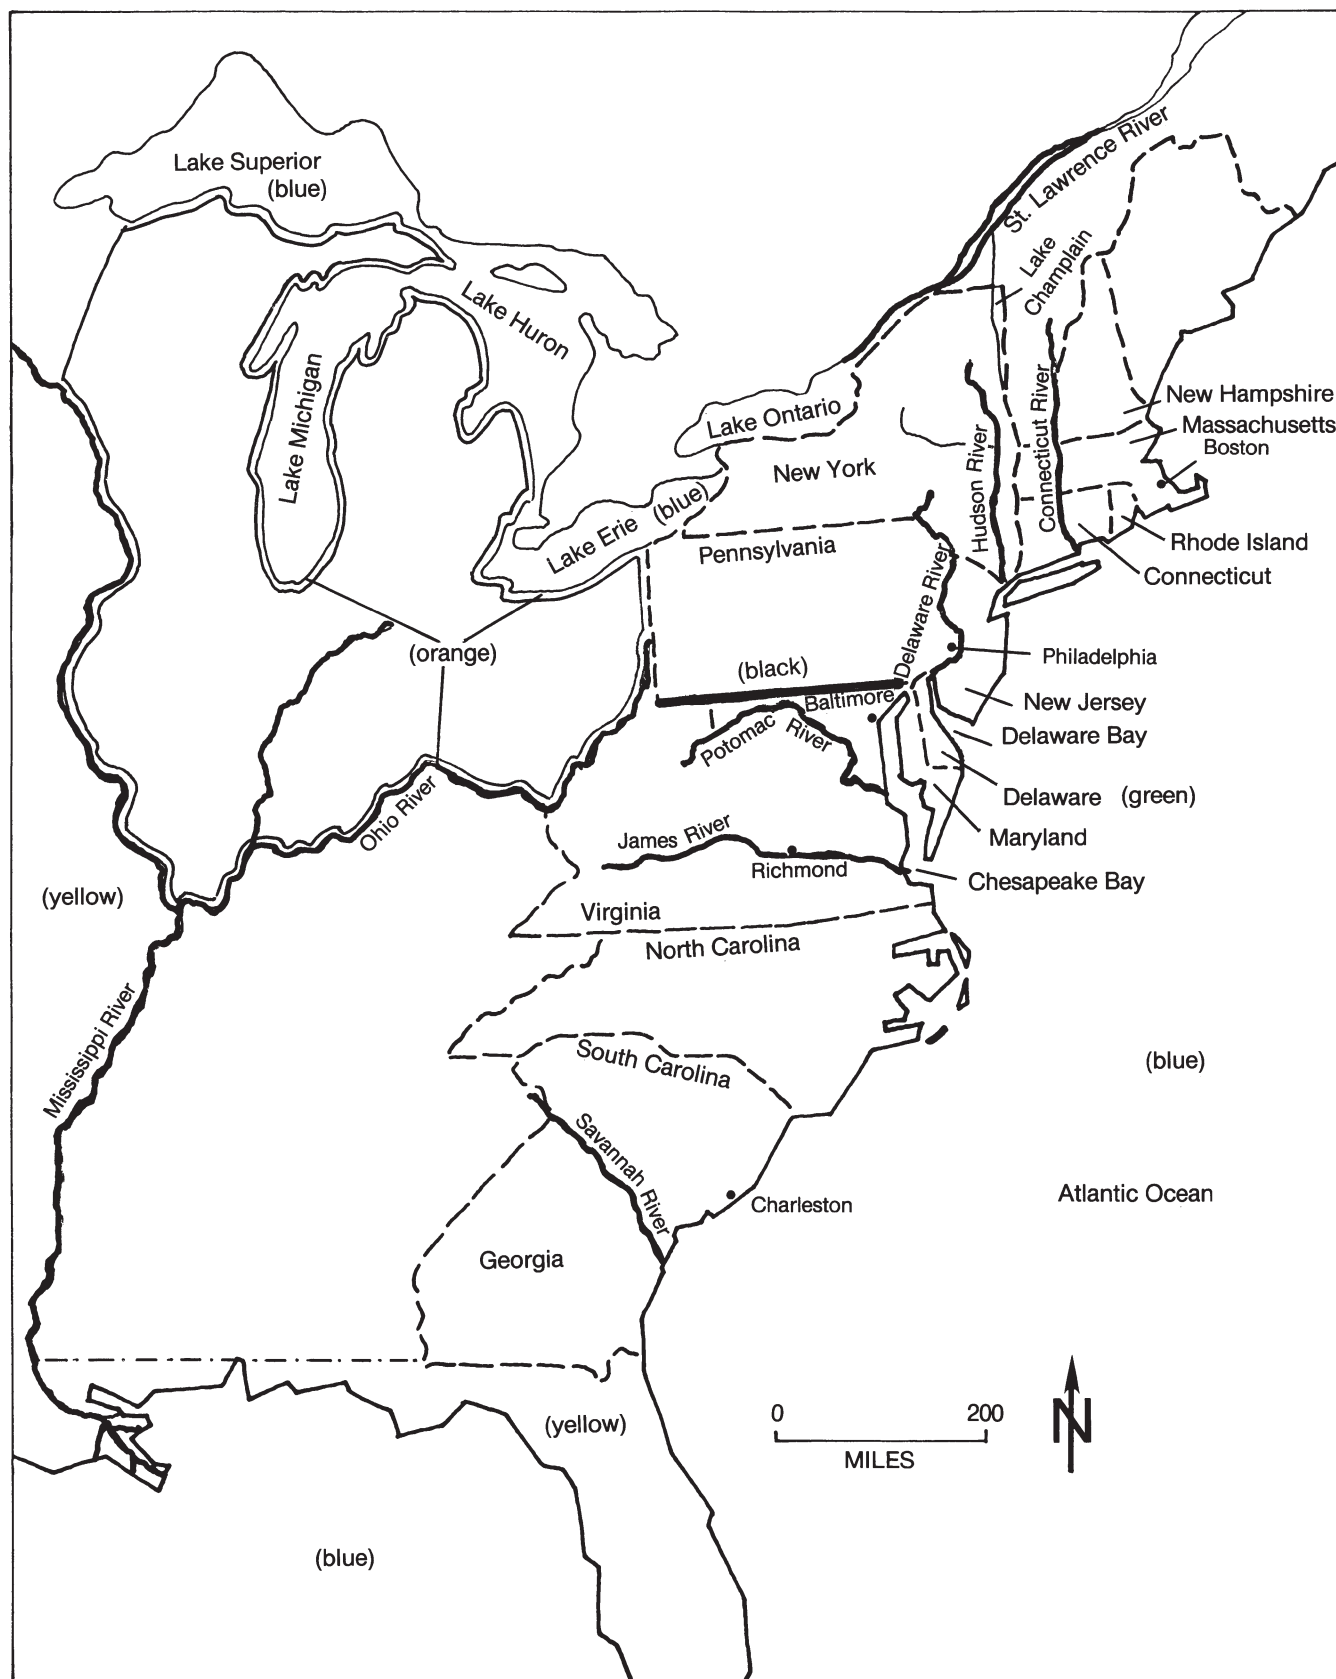 Lake Superior
(blue)
St. Lawrence River
Lake
Champlain
Lake Huron
Lake Michigan
New Hampshire
Lake Ontario
Massachusetts
Boston
New York
Hudson River
Connecticut River
Lake Erie (blue)
Pennsylvania
Rhode Island
Connecticut
Delaware River
(orange)
Philadelphia
(black)
Baltimore
New Jersey
Potomac River
Delaware Bay
Delaware (green)
Ohio River
Maryland
James River
Richmond
Chesapeake Bay
(yellow)
Virginia
North Carolina
Mississippi River
South Carolina
(blue)
Savannah River
Atlantic Ocean
Charleston
Georgia
(yellow)
0 200
MILES
N
(blue)